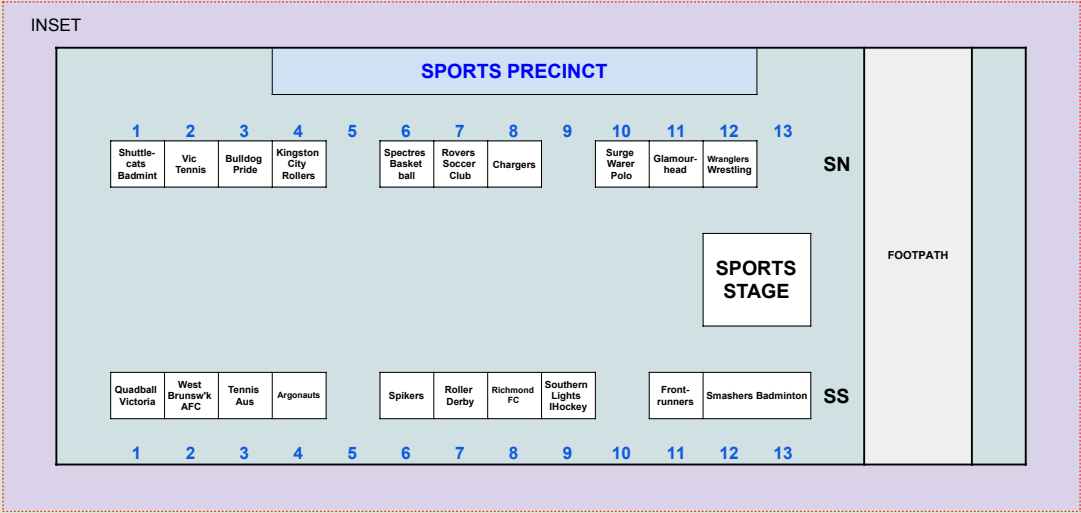 INSET
SPORTS PRECINCT
1 2 3 4 5 6 7 8 9 10 11 12 13
Shuttle-
cats
Badmint
Vic
Tennis
Bulldog
Pride
Kingston
City
Rollers
Spectres
Basket
ball
Rovers
Soccer
Club
Chargers
Surge
Warer
Polo
Glamour-
head
Wranglers
Wrestling
SN
SPORTS
STAGE
FOOTPATH
Quadball
Victoria
West
Brunsw'k
AFC
Tennis
Aus
Argonauts
Spikers
Roller
Derby
Richmond
FC
Southern
Lights
IHockey
Front-
runners
Smashers Badminton
SS
1 2 3 4 5 6 7 8 9 10 11 12 13